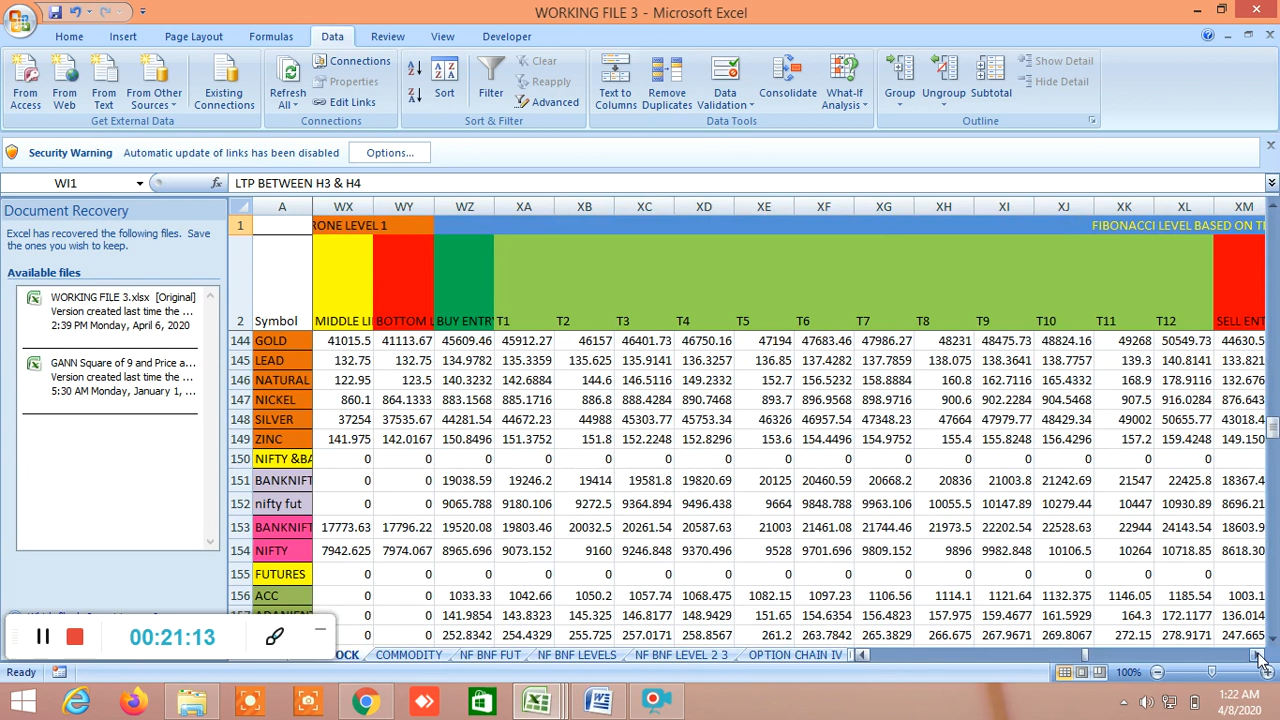 WORKING FILE 3 - Microsoft Excel
Home Insert Page Layout Formulas Data Review View Developer
From Access From Web From Text From Other Sources Existing Connections Refresh All Connections Properties Edit Links Sort Filter Clear Reapply Advanced Text to Columns Remove Duplicates Data Validation Consolidate What-If Analysis Group Ungroup Subtotal Show Detail Hide Detail
Get External Data Connections Sort & Filter Data Tools Outline
Security Warning Automatic update of links has been disabled Options...
WI1 fx LTP BETWEEN H3 & H4
Document Recovery
Excel has recovered the following files. Save the ones you wish to keep.
Available files
WORKING FILE 3.xlsx [Original]
Version created last time the ...
2:39 PM Monday, April 6, 2020
GANN Square of 9 and Price a...
Version created last time the ...
5:30 AM Monday, January 1, ...
A WX WY WZ XA XB XC XD XE XF XG XH XI XJ XK XL XM
1 RONE LEVEL 1 FIBONACCI LEVEL BASED ON
2 Symbol MIDDLE LI BOTTOM L BUY ENTRY T1 T2 T3 T4 T5 T6 T7 T8 T9 T10 T11 T12 SELL ENT
144 GOLD 41015.5 41113.67 45609.46 45912.27 46157 46401.73 46750.16 47194 47683.46 47986.27 48231 48475.73 48824.16 49268 50549.73 44630.5
145 LEAD 132.75 132.75 134.9782 135.3359 135.625 135.9141 136.3257 136.85 137.4282 137.7859 138.075 138.3641 138.7757 139.3 140.8141 133.821
146 NATURAL 122.95 123.5 140.3232 142.6884 144.6 146.5116 149.2332 152.7 156.5232 158.8884 160.8 162.7116 165.4332 168.9 178.9116 132.676
147 NICKEL 860.1 864.1333 883.1568 885.1716 886.8 888.4284 890.7468 893.7 896.9568 898.9716 900.6 902.2284 904.5468 907.5 916.0284 876.643
148 SILVER 37254 37535.67 44281.54 44672.23 44988 45303.77 45753.34 46326 46957.54 47348.23 47664 47979.77 48429.34 49002 50655.77 43018.4
149 ZINC 141.975 142.0167 150.8496 151.3752 151.8 152.2248 152.8296 153.6 154.4496 154.9752 155.4 155.8248 156.4296 157.2 159.4248 149.150
150 NIFTY &BA 0 0 0 0 0 0 0 0 0 0 0 0 0 0 0
151 BANKNIFT 0 0 19038.59 19246.2 19414 19581.8 19820.69 20125 20460.59 20668.2 20836 21003.8 21242.69 21547 22425.8 18367.4
152 nifty fut 0 0 9065.788 9180.106 9272.5 9364.894 9496.438 9664 9848.788 9963.106 10055.5 10147.89 10279.44 10447 10930.89 8696.21
153 BANKNIFT 17773.63 17796.22 19520.08 19803.46 20032.5 20261.54 20587.63 21003 21461.08 21744.46 21973.5 22202.54 22528.63 22944 24143.54 18603.9
154 NIFTY 7942.625 7974.067 8965.696 9073.152 9160 9246.848 9370.496 9528 9701.696 9809.152 9896 9982.848 10106.5 10264 10718.85 8618.30
155 FUTURES 0 0 0 0 0 0 0 0 0 0 0 0 0 0 0
156 ACC 0 0 1033.33 1042.66 1050.2 1057.74 1068.475 1082.15 1097.23 1106.56 1114.1 1121.64 1132.375 1146.05 1185.54 1003.1
0 0 141.9854 143.8323 145.325 146.8177 148.9429 151.65 154.6354 156.4823 157.975 159.4677 161.5929 164.3 172.1177 136.014
0 0 252.8342 254.4329 255.725 257.0171 258.8567 261.2 263.7842 265.3829 266.675 267.9671 269.8067 272.15 278.9171 247.665
00:21:13
OCK COMMODITY NF BNF FUT NF BNF LEVELS NF BNF LEVEL 2 3 OPTION CHAIN IV
Ready 100%
1:22 AM
4/8/2020